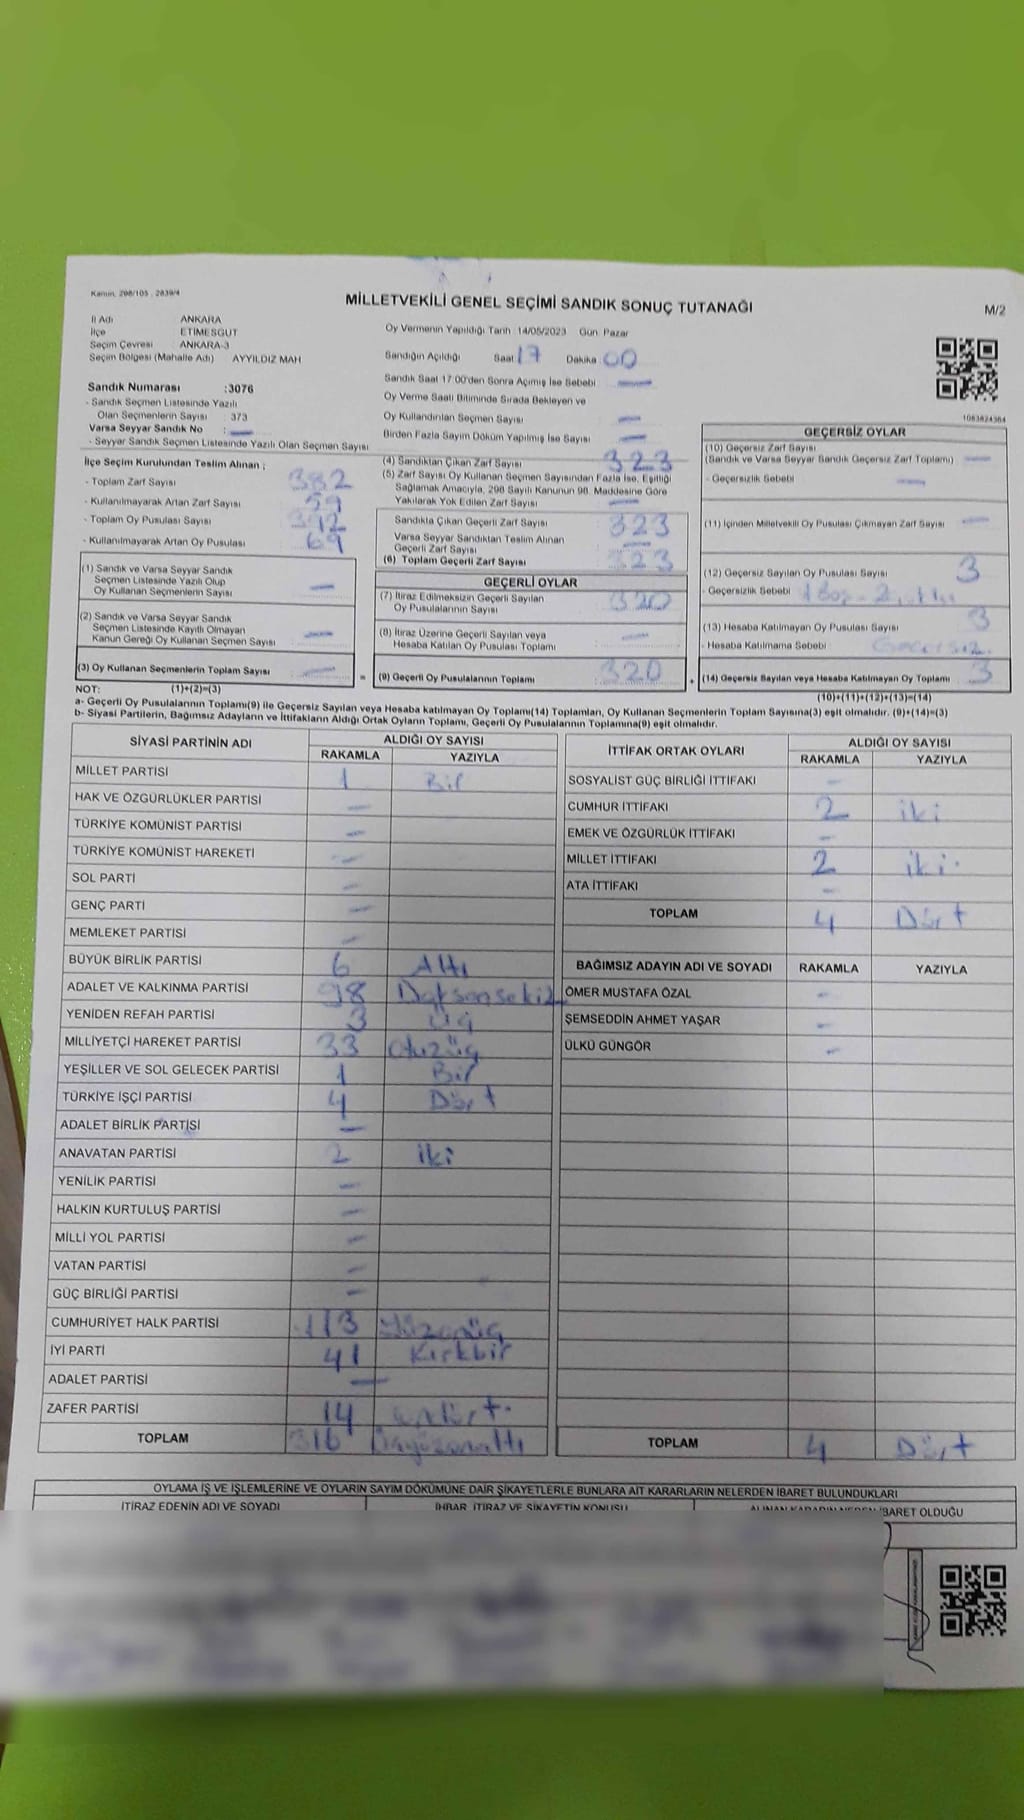 Kanun, 298/105 , 2839/4
MİLLETVEKİLİ GENEL SEÇİMİ SANDIK SONUÇ TUTANAĞI
M/2
İl Adı ANKARA
İlçe ETİMESGUT
Seçim Çevresi ANKARA-3
Seçim Bölgesi (Mahalle Adı) AYYILDIZ MAH
Sandık Numarası :3076
- Sandık Seçmen Listesinde Yazılı
Olan Seçmenlerin Sayısı : 373
Varsa Seyyar Sandık No : —
- Seyyar Sandık Seçmen Listesinde Yazılı Olan Seçmen Sayısı
İlçe Seçim Kurulundan Teslim Alınan ;
- Toplam Zarf Sayısı 382
- Kullanılmayarak Artan Zarf Sayısı 59
- Toplam Oy Pusulası Sayısı 392
- Kullanılmayarak Artan Oy Pusulası 69
(1) Sandık ve Varsa Seyyar Sandık
Seçmen Listesinde Yazılı Olup
Oy Kullanan Seçmenlerin Sayısı —
(2) Sandık ve Varsa Seyyar Sandık
Seçmen Listesinde Kayıtlı Olmayan
Kanun Gereği Oy Kullanan Seçmen Sayısı —
(3) Oy Kullanan Seçmenlerin Toplam Sayısı —
Oy Vermenin Yapıldığı Tarih : 14/05/2023 Gün: Pazar
Sandığın Açıldığı Saat 17 Dakika 00
Sandık Saat 17:00'den Sonra Açılmış İse Sebebi —
Oy Verme Saati Bitiminde Sırada Bekleyen ve
Oy Kullandırılan Seçmen Sayısı —
Birden Fazla Sayım Döküm Yapılmış İse Sayısı —
(4) Sandıktan Çıkan Zarf Sayısı 323
(5) Zarf Sayısı Oy Kullanan Seçmen Sayısından Fazla İse, Eşitliği
Sağlamak Amacıyla, 298 Sayılı Kanunun 98. Maddesine Göre
Yakılarak Yok Edilen Zarf Sayısı —
Sandıkta Çıkan Geçerli Zarf Sayısı 323
Varsa Seyyar Sandıktan Teslim Alınan
Geçerli Zarf Sayısı —
(6) Toplam Geçerli Zarf Sayısı 323
GEÇERLİ OYLAR
(7) İtiraz Edilmeksizin Geçerli Sayılan
Oy Pusulalarının Sayısı 320
(8) İtiraz Üzerine Geçerli Sayılan veya
Hesaba Katılan Oy Pusulası Toplamı —
= (9) Geçerli Oy Pusulalarının Toplamı 320
1083824364
GEÇERSİZ OYLAR
(10) Geçersiz Zarf Sayısı
(Sandık ve Varsa Seyyar Sandık Geçersiz Zarf Toplamı) —
- Geçersizlik Sebebi —
(11) İçinden Milletvekili Oy Pusulası Çıkmayan Zarf Sayısı —
(12) Geçersiz Sayılan Oy Pusulası Sayısı 3
- Geçersizlik Sebebi 1 Boş - 2
(13) Hesaba Katılmayan Oy Pusulası Sayısı 3
- Hesaba Katılmama Sebebi Geçersiz
+ (14) Geçersiz Sayılan veya Hesaba Katılmayan Oy Toplamı 3
NOT: (1)+(2)=(3) (10)+(11)+(12)+(13)=(14)
a- Geçerli Oy Pusulalarının Toplamı(9) ile Geçersiz Sayılan veya Hesaba katılmayan Oy Toplamı(14) Toplamları, Oy Kullanan Seçmenlerin Toplam Sayısına(3) eşit olmalıdır. (9)+(14)=(3)
b- Siyasi Partilerin, Bağımsız Adayların ve İttifakların Aldığı Ortak Oyların Toplamı, Geçerli Oy Pusulalarının Toplamına(9) eşit olmalıdır.
SİYASİ PARTİNİN ADI ALDIĞI OY SAYISI
RAKAMLA YAZIYLA
MİLLET PARTİSİ 1 Bir
HAK VE ÖZGÜRLÜKLER PARTİSİ —
TÜRKİYE KOMÜNİST PARTİSİ —
TÜRKİYE KOMÜNİST HAREKETİ —
SOL PARTİ —
GENÇ PARTİ —
MEMLEKET PARTİSİ —
BÜYÜK BİRLİK PARTİSİ 6 Altı
ADALET VE KALKINMA PARTİSİ 98 Doksansekiz
YENİDEN REFAH PARTİSİ 3 Üç
MİLLİYETÇİ HAREKET PARTİSİ 33 Otuzüç
YEŞİLLER VE SOL GELECEK PARTİSİ 1 Bir
TÜRKİYE İŞÇİ PARTİSİ 4 Dört
ADALET BİRLİK PARTİSİ —
ANAVATAN PARTİSİ 2 iki
YENİLİK PARTİSİ —
HALKIN KURTULUŞ PARTİSİ —
MİLLİ YOL PARTİSİ —
VATAN PARTİSİ —
GÜÇ BİRLİĞİ PARTİSİ —
CUMHURİYET HALK PARTİSİ 113 Yüzonüç
İYİ PARTİ 41 Kırkbir
ADALET PARTİSİ —
ZAFER PARTİSİ 14 ondört.
TOPLAM 316 Üçyüzonaltı
İTTİFAK ORTAK OYLARI ALDIĞI OY SAYISI
RAKAMLA YAZIYLA
SOSYALİST GÜÇ BİRLİĞİ İTTİFAKI —
CUMHUR İTTİFAKI 2 iki
EMEK VE ÖZGÜRLÜK İTTİFAKI —
MİLLET İTTİFAKI 2 iki.
ATA İTTİFAKI —
TOPLAM 4 Dört
BAĞIMSIZ ADAYIN ADI VE SOYADI RAKAMLA YAZIYLA
ÖMER MUSTAFA ÖZAL —
ŞEMSEDDİN AHMET YAŞAR —
ÜLKÜ GÜNGÖR —
TOPLAM 4 Dört
OYLAMA İŞ VE İŞLEMLERİNE VE OYLARIN SAYIM DÖKÜMÜNE DAİR ŞİKAYETLERLE BUNLARA AİT KARARLARIN NELERDEN İBARET BULUNDUKLARI
İTİRAZ EDENİN ADI VE SOYADI İHBAR, İTİRAZ VE ŞİKAYETİN KONUSU ALINAN KARARIN NEDEN İBARET OLDUĞU